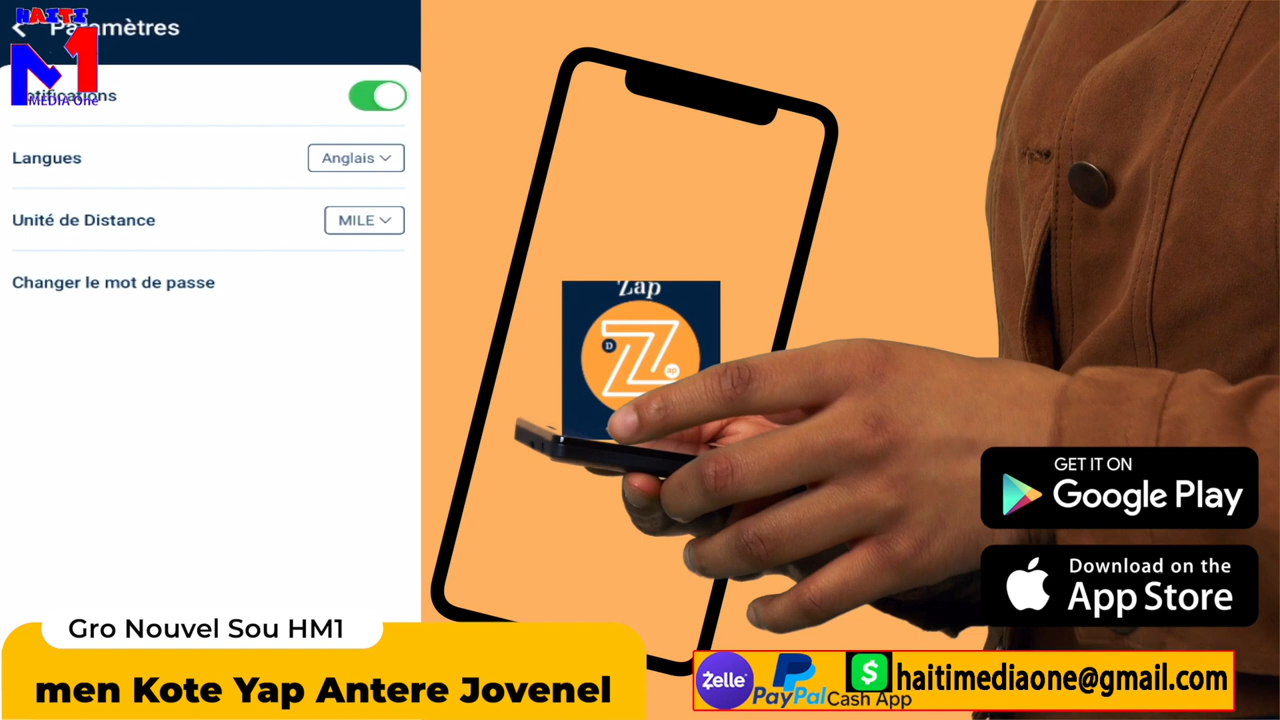 HAITI
MEDIA One
Paramètres
Notifications
Langues
Anglais
Unité de Distance
MILE
Changer le mot de passe
Zap
D
Z
zap
GET IT ON
Google Play
Download on the
App Store
Gro Nouvel Sou HM1
men Kote Yap Antere Jovenel
Zelle
PayPal
$
Cash App
haitimediaone@gmail.com